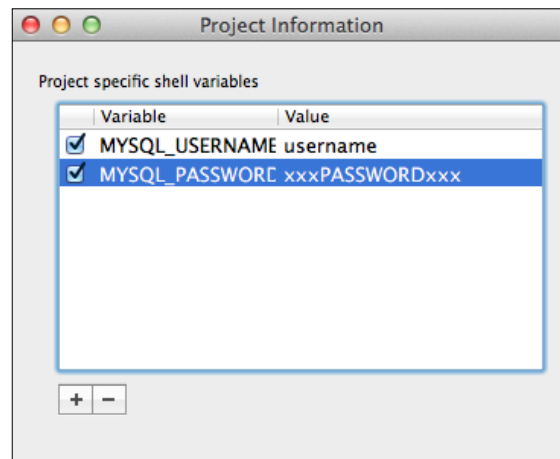 Project Information
Project specific shell variables
Variable Value
MYSQL_USERNAME username
MYSQL_PASSWORD xxxPASSWORDxxx